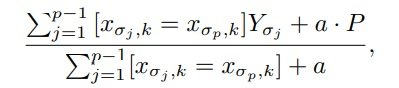 \frac{\sum_{j=1}^{p-1} [x_{\sigma_j,k} = x_{\sigma_p,k}] Y_{\sigma_j} + a \cdot P}{\sum_{j=1}^{p-1} [x_{\sigma_j,k} = x_{\sigma_p,k}] + a},